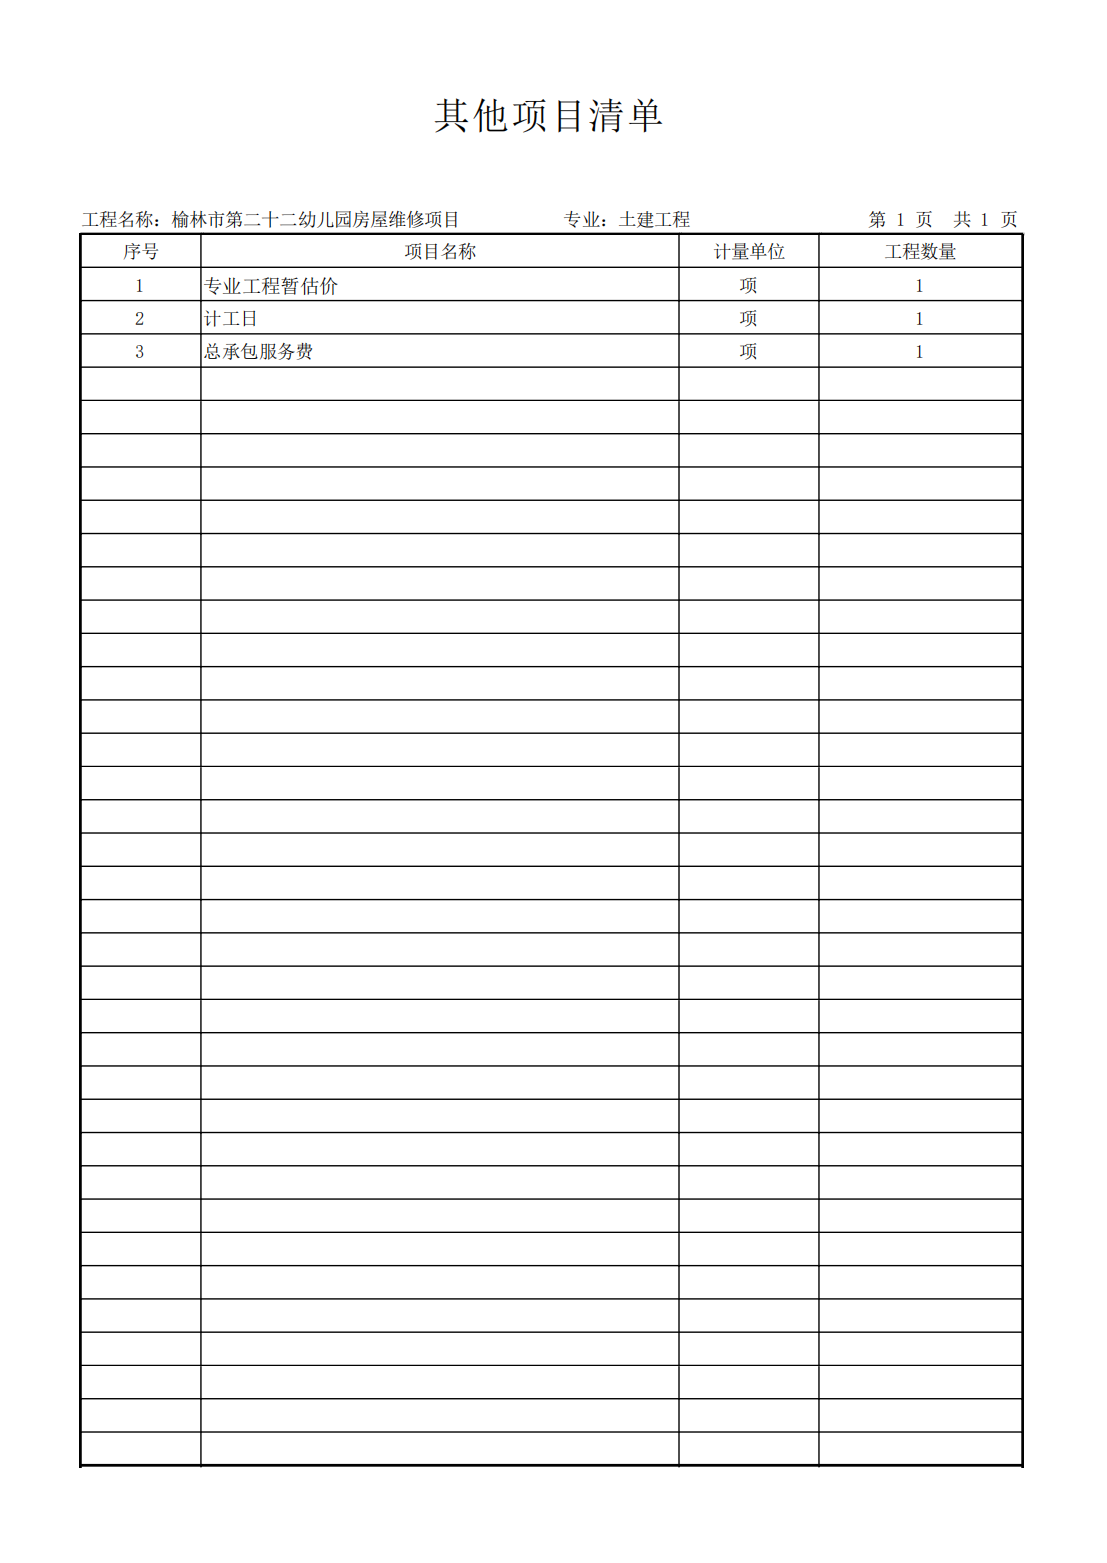 其他项目清单
工程名称：榆林市第二十二幼儿园房屋维修项目 专业：土建工程 第 1 页 共 1 页
序号 项目名称 计量单位 工程数量
1 专业工程暂估价 项 1
2 计工日 项 1
3 总承包服务费 项 1